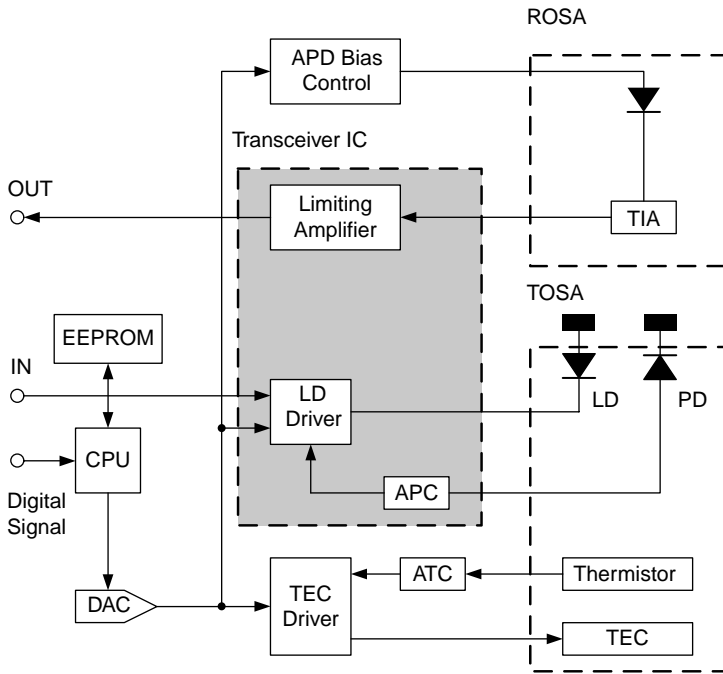 ROSA
APD Bias
Control
Transceiver IC
OUT
Limiting
Amplifier
TIA
TOSA
EEPROM
IN
LD
Driver
LD
PD
CPU
Digital
Signal
APC
DAC
TEC
Driver
ATC
Thermistor
TEC